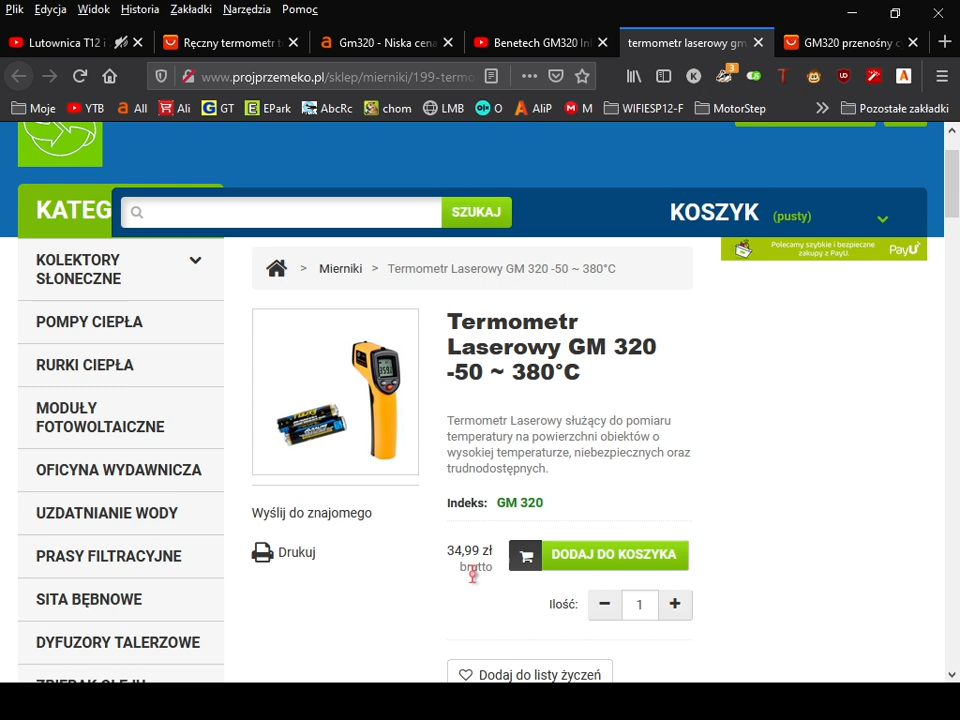 Plik Edycja Widok Historia Zakładki Narzędzia Pomoc
Lutownica T12 i
Ręczny termometr t
Gm320 - Niska cena
Benetech GM320 In
termometr laserowy gm
GM320 przenośny c
www.projprzemeko.pl/sklep/mierniki/199-termo
3
Moje YTB All Ali GT EPark AbcRc chom LMB O AliP M WIFIESP12-F MotorStep Pozostałe zakładki
KATEG
SZUKAJ
KOSZYK (pusty)
Polecamy szybkie i bezpieczne
zakupy z PayU.
PayU
KOLEKTORY
SŁONECZNE
POMPY CIEPŁA
RURKI CIEPŁA
MODUŁY
FOTOWOLTAICZNE
OFICYNA WYDAWNICZA
UZDATNIANIE WODY
PRASY FILTRACYJNE
SITA BĘBNOWE
DYFUZORY TALERZOWE
> Mierniki > Termometr Laserowy GM 320 -50 ~ 380°C
Wyślij do znajomego
Drukuj
Termometr
Laserowy GM 320
-50 ~ 380°C
Termometr Laserowy służący do pomiaru
temperatury na powierzchni obiektów o
wysokiej temperaturze, niebezpiecznych oraz
trudnodostępnych.
Indeks: GM 320
34,99 zł
brutto
DODAJ DO KOSZYKA
Ilość: − 1 +
Dodaj do listy życzeń